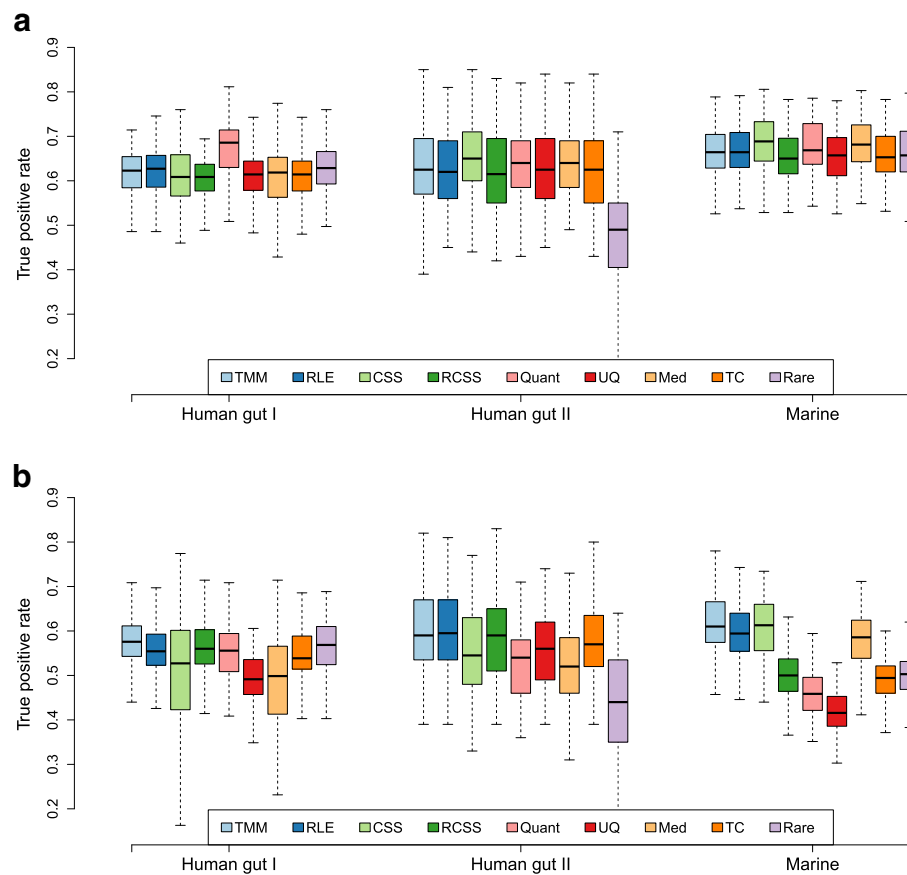 a
True positive rate
0.9
0.8
0.7
0.6
0.5
0.4
0.3
0.2
TMM RLE CSS RCSS Quant UQ Med TC Rare
Human gut I Human gut II Marine
b
True positive rate
0.9
0.8
0.7
0.6
0.5
0.4
0.3
0.2
TMM RLE CSS RCSS Quant UQ Med TC Rare
Human gut I Human gut II Marine